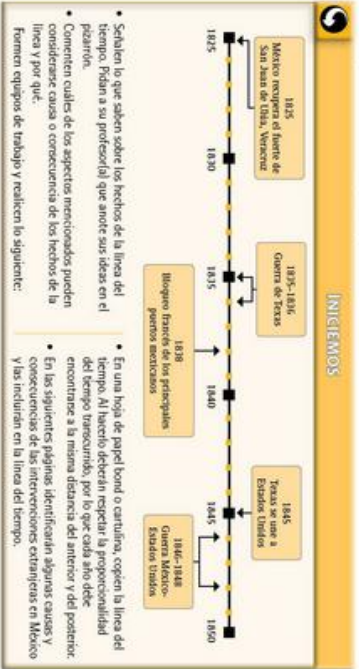 INICIEMOS
1825
México recupera el fuerte de
San Juan de Ulúa, Veracruz
1835-1836
Guerra de Texas
1845
Texas se une a
Estados Unidos
1825
1830
1835
1840
1845
1850
1838
Bloqueo francés de los principales
puertos mexicanos
1846-1848
Guerra México-
Estados Unidos
• Señalen lo que saben sobre los hechos de la línea del
tiempo. Pidan a su profesor(a) que anote sus ideas en el
pizarrón.
• Comenten cuáles de los aspectos mencionados pueden
considerarse causa o consecuencia de los hechos de la
línea y por qué.
Formen equipos de trabajo y realicen lo siguiente:
• En una hoja de papel bond o cartulina, copien la línea del
tiempo. Al hacerlo deberán respetar la proporcionalidad
del tiempo transcurrido, por lo que cada año debe
encontrarse a la misma distancia del anterior y del posterior.
• En las siguientes páginas identificarán algunas causas y
consecuencias de las intervenciones extranjeras en México
y las incluirán en la línea del tiempo.